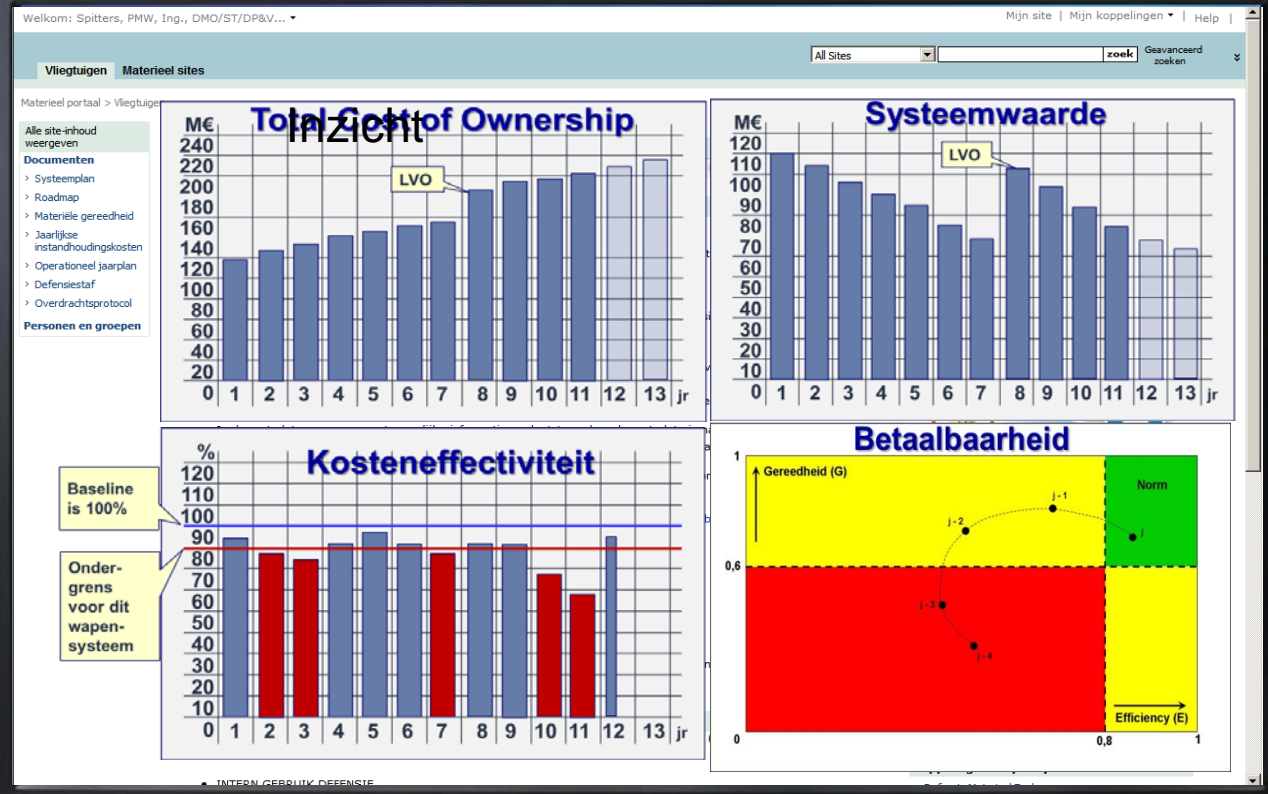 Welkom: Spitters, PMW, Ing., DMO/ST/DP&V...
Mijn site | Mijn koppelingen | Help |
All Sites
zoek
Geavanceerd
zoeken
Vliegtuigen
Materieel sites
Materieel portaal > Vliegtuigen
Alle site-inhoud
weergeven
Documenten
Systeemplan
Roadmap
Materiële gereedheid
Jaarlijkse
instandhoudingskosten
Operationeel jaarplan
Defensiestaf
Overdrachtsprotocol
Personen en groepen
Inzicht
Total Cost of Ownership
M€
240
220
200
180
160
140
120
100
80
60
40
20
0 1 2 3 4 5 6 7 8 9 10 11 12 13 jr
LVO
Systeemwaarde
M€
120
110
100
90
80
70
60
50
40
30
20
10
0 1 2 3 4 5 6 7 8 9 10 11 12 13 jr
LVO
Kosteneffectiviteit
%
120
110
100
90
80
70
60
50
40
30
20
10
0 1 2 3 4 5 6 7 8 9 10 11 12 13 jr
Baseline
is 100%
Onder-
grens
voor dit
wapen-
systeem
Betaalbaarheid
1
Gereedheid (G)
Norm
j - 1
j - 2
j
0,6
j - 3
j - 4
Efficiency (E)
0
0,8
1
INTERN GEBRUIK DEFENSIE